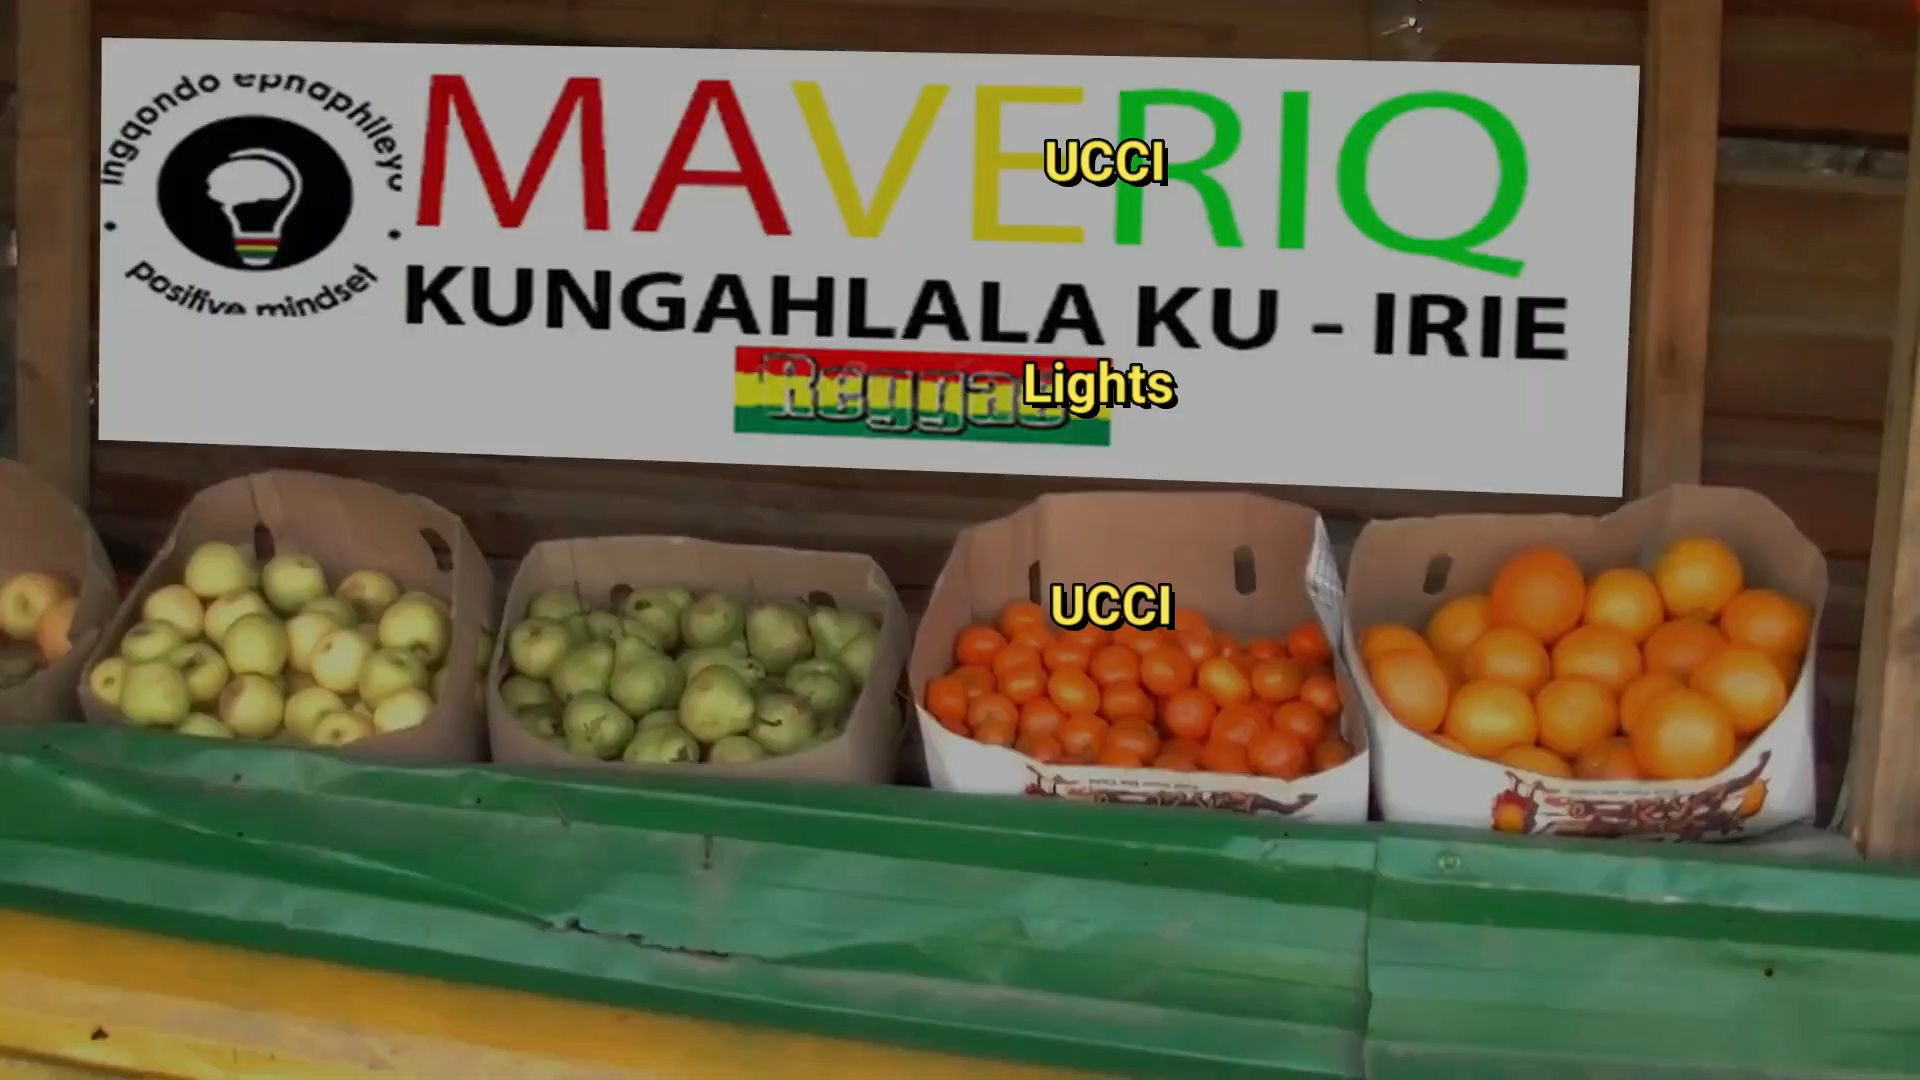 ingqondo epnaphileyo
positive mindset
MAVERIQ
UCCI
KUNGAHLALA KU - IRIE
Reggae
Lights
UCCI